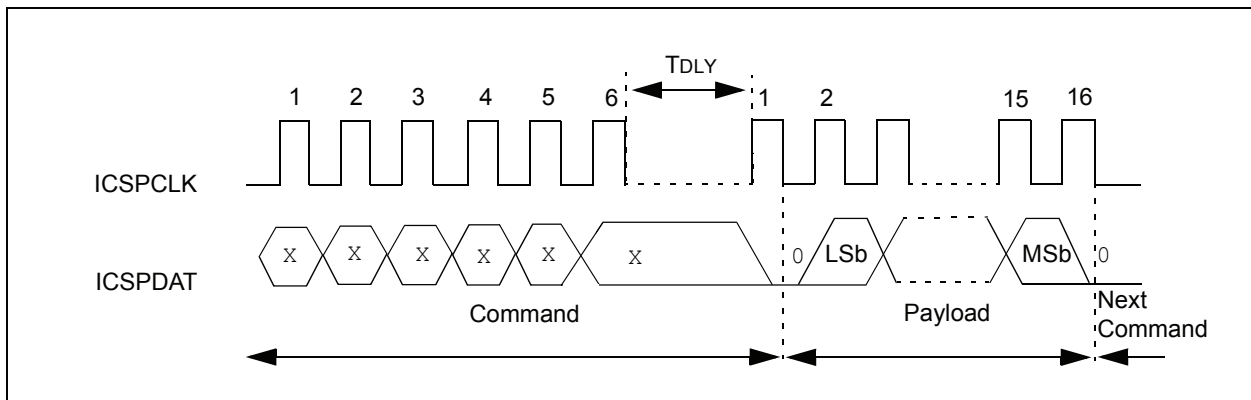 TDLY
1 2 3 4 5 6 1 2 15 16
ICSPCLK
X X X X X X 0 LSb MSb 0
ICSPDAT
Command Payload Next
Command